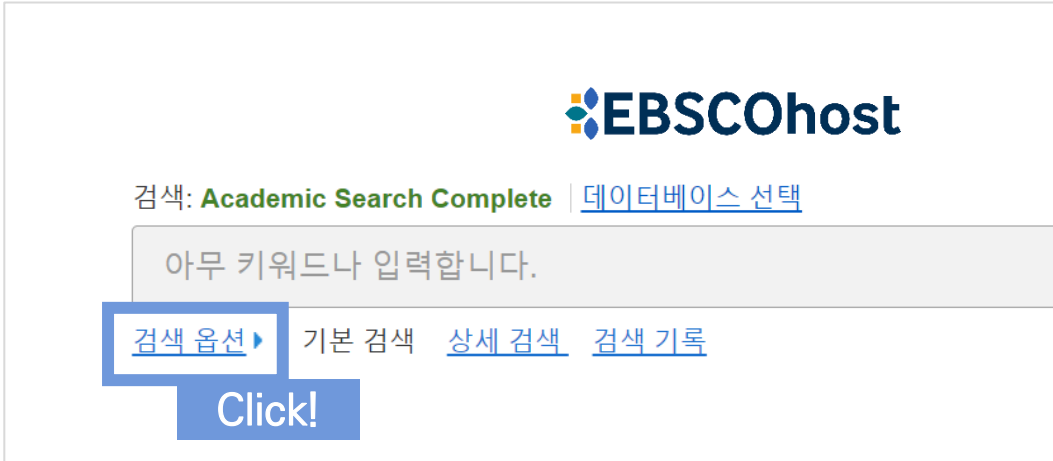 EBSCOhost
검색: Academic Search Complete 데이터베이스 선택
아무 키워드나 입력합니다.
검색 옵션 기본 검색 상세 검색 검색 기록
Click!